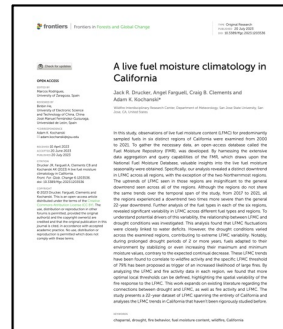 frontiers | Frontiers in Forests and Global Change
TYPE Original Research
PUBLISHED 25 July 2023
Check for updates
OPEN ACCESS
A live fuel moisture climatology in
California
Jack R. Drucker, Angel Farguell, Craig B. Clements and
Adam K. Kochanski*
In this study, observations of live fuel moisture content (LFMC) for predominantly
sampled fuels in six distinct regions of California were examined from 2000
to 2021. To gather the necessary data, an open-access database called the
Fuel Moisture Repository (FMR) was developed. By harnessing the extensive
data aggregation and query capabilities of the FMR, which draws upon the
National Fuel Moisture Database, valuable insights into the live fuel moisture
seasonality were obtained. Specifically, our analysis revealed a distinct downtrend
in LFMC across all regions, with the exception of the two Northernmost regions.
The uptrends of LFMC seen in those regions are insignificant to the general
downtrend seen across all of the regions. Although the regions do not share
the same trends over the temporal span of the study, from 2017 to 2021, all
the regions experienced a downtrend two times more severe than the general
22-year downtrend. Further analysis of the fuel types in each of the six regions,
revealed significant variability in LFMC across different fuel types and regions. To
understand potential drivers of this variability, the relationship between LFMC and
drought conditions was investigated. This analysis found that LFMC fluctuations
were closely linked to water deficits. However, the drought conditions varied
across the examined regions, contributing to extreme LFMC variability. Notably,
during prolonged drought periods of 2 or more years, fuels adapted to their
environment by stabilizing or even increasing their maximum and minimum
moisture values, contrary to the expected continual decrease. These LFMC trends
have been found to correlate to wildfire activity and the specific LFMC threshold
of 79% has been proposed as trigger of an increased likelihood of large fires. By
analyzing the LFMC and fire activity data in each region, we found that more
optimal local thresholds can be defined, highlighting the spatial variability of the
fire response to the LFMC. This work expands on existing literature regarding the
connections between drought and LFMC, as well as fire activity and LFMC. The
study presents a 22-year dataset of LFMC spanning the entirety of California and
analyzes the LFMC trends in California that haven't been rigorously studied before.
KEYWORDS
chaparral, drought, fire behavior, fuel moisture content, wildfires, California